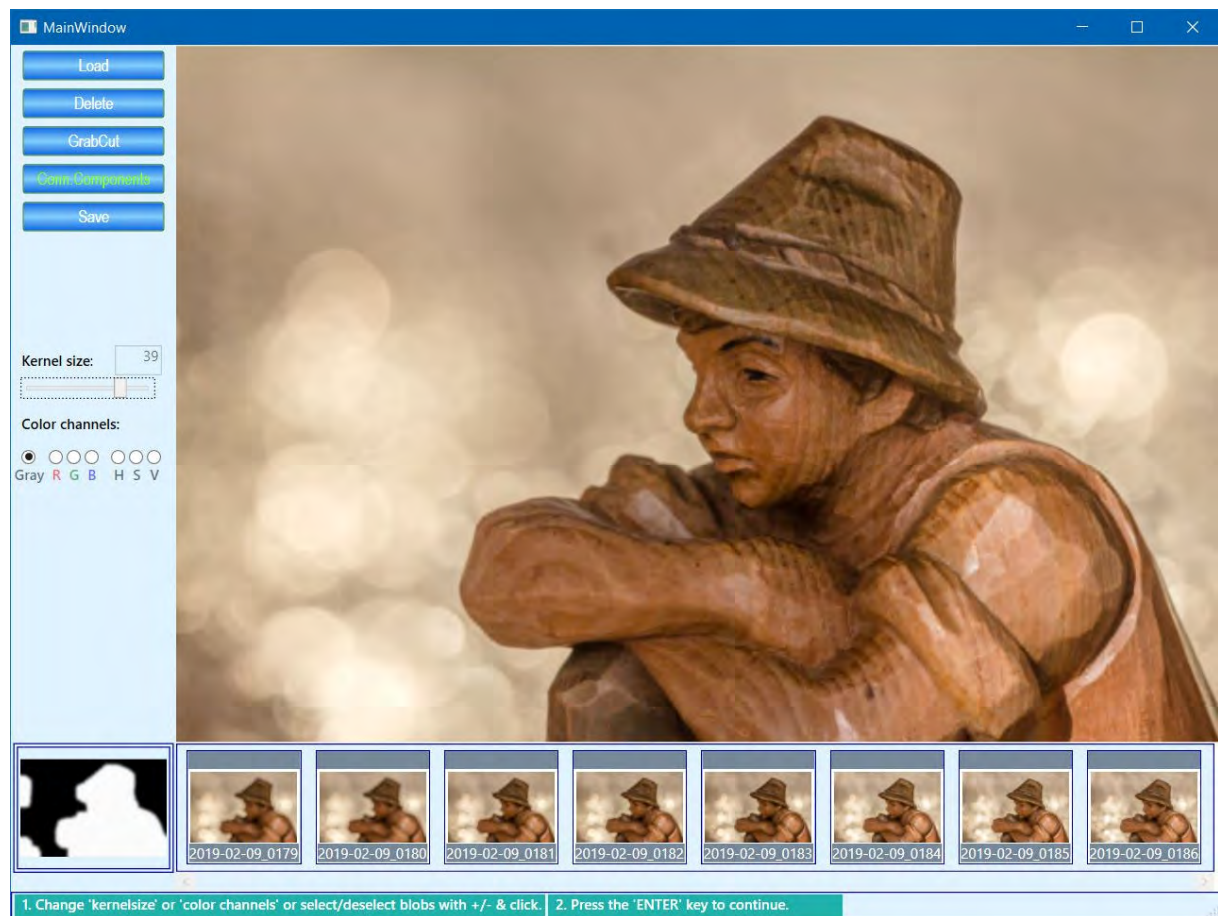 MainWindow
Load
Delete
GrabCut
Conn.Components
Save
Kernel size: 39
Color channels:
Gray R G B H S V
2019-02-09_0179 2019-02-09_0180 2019-02-09_0181 2019-02-09_0182 2019-02-09_0183 2019-02-09_0184 2019-02-09_0185 2019-02-09_0186
1. Change 'kernelsize' or 'color channels' or select/deselect blobs with +/- & click. 2. Press the 'ENTER' key to continue.